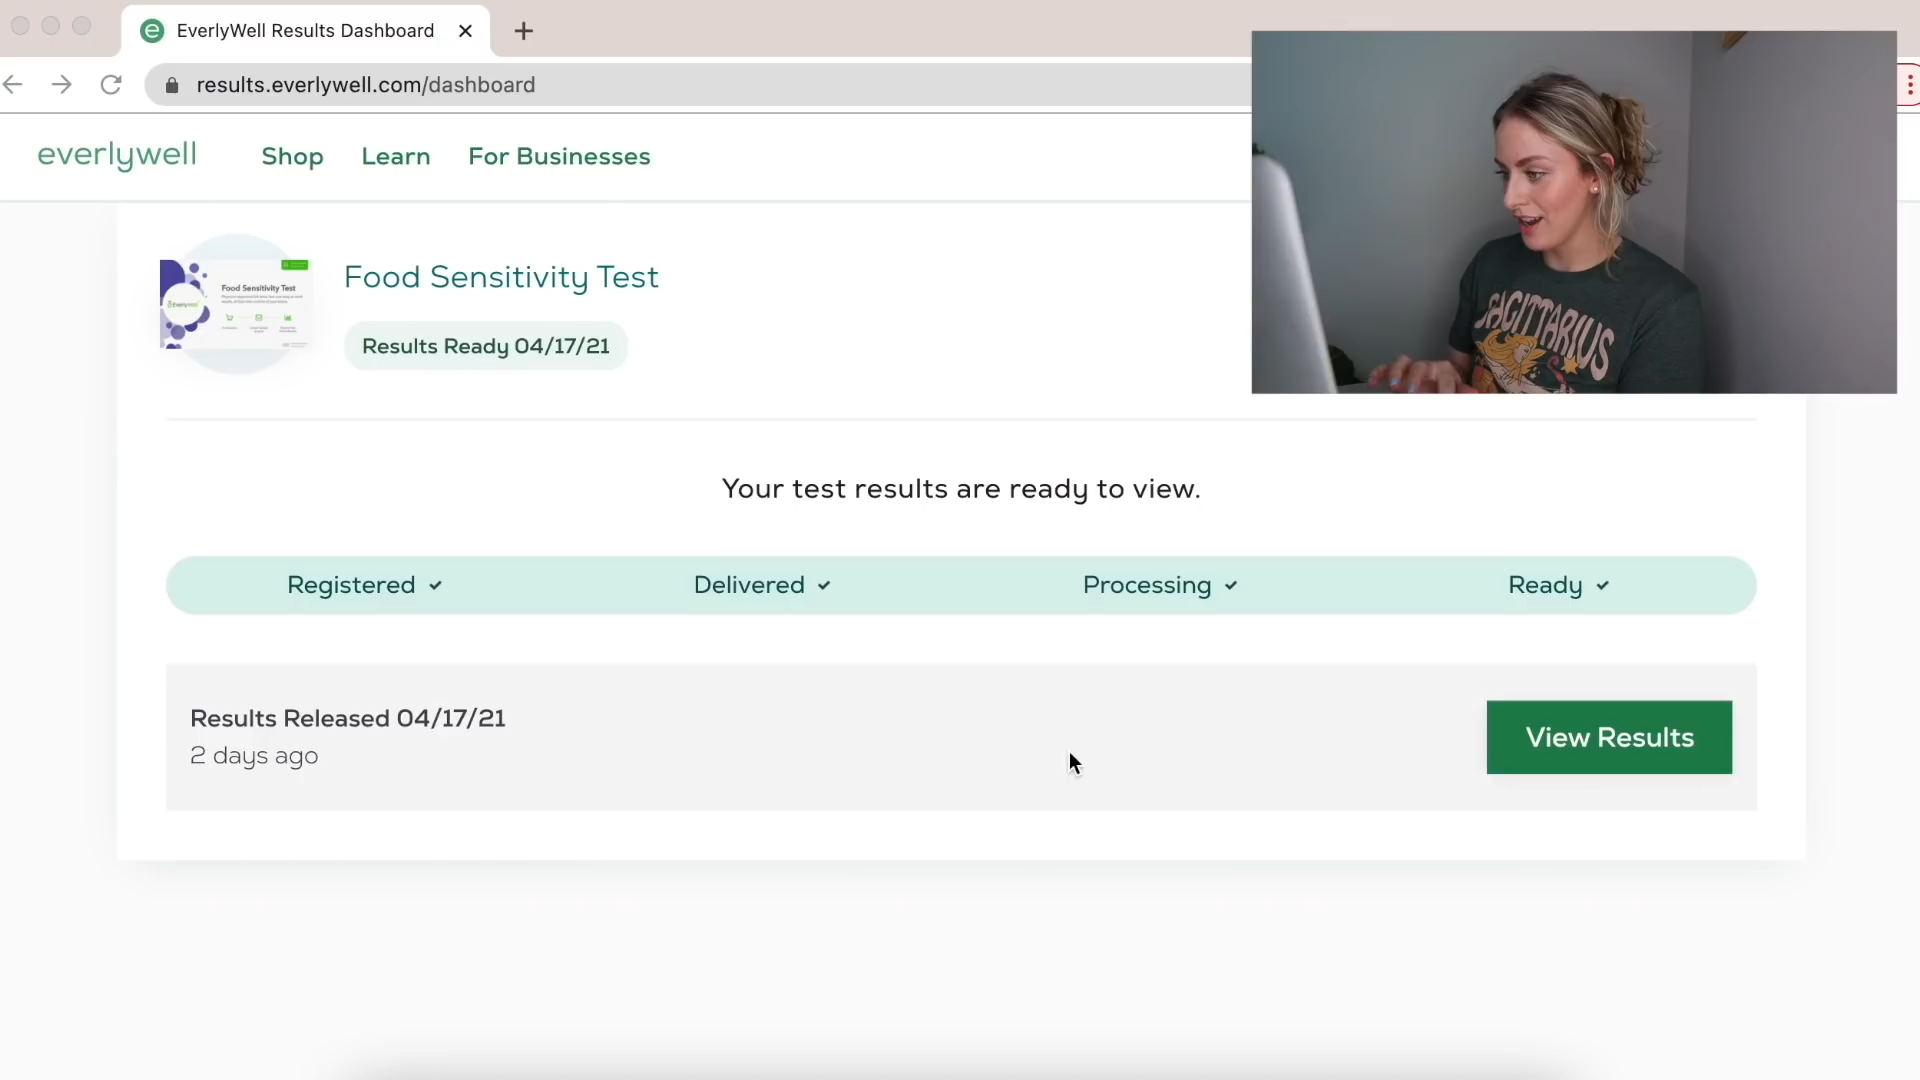 EverlyWell Results Dashboard
results.everlywell.com/dashboard
everlywell
Shop
Learn
For Businesses
SAGITTARIUS
Food Sensitivity Test
Food Sensitivity Test
Results Ready 04/17/21
Your test results are ready to view.
Registered
Delivered
Processing
Ready
Results Released 04/17/21
2 days ago
View Results